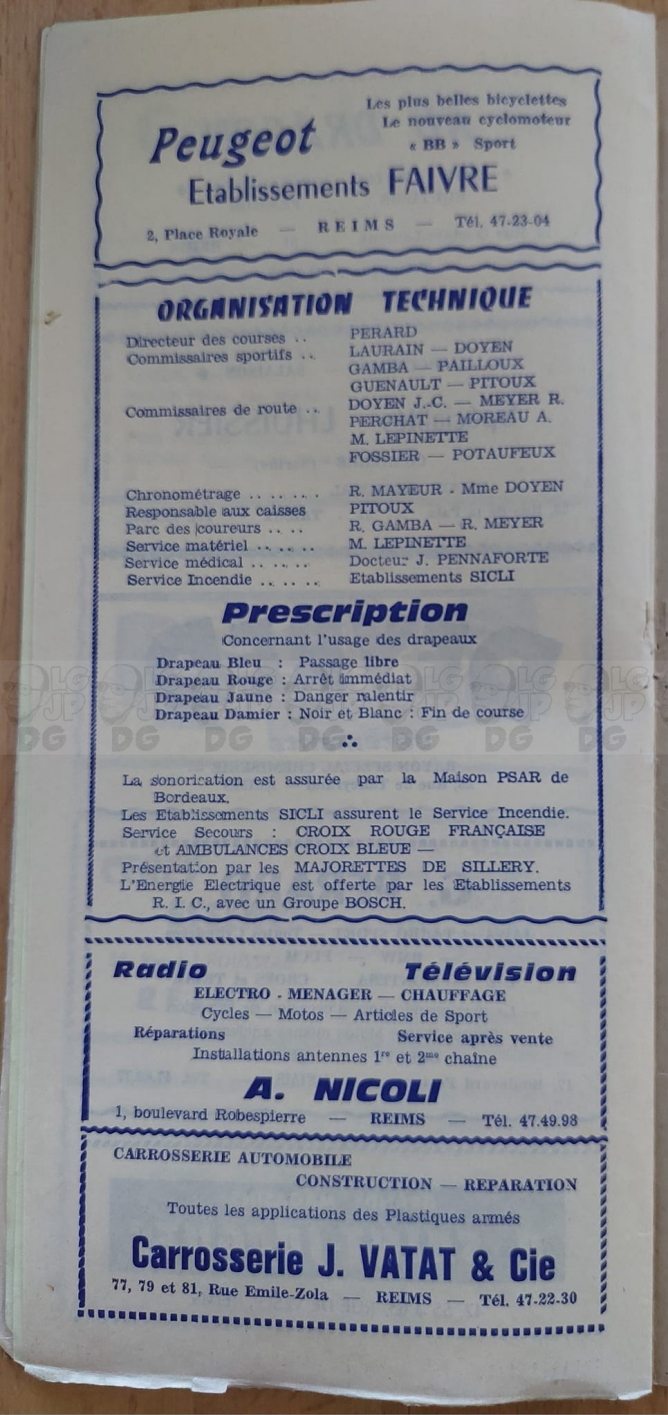 Les plus belles bicyclettes
Peugeot Le nouveau cyclomoteur
« BB » Sport
Etablissements FAIVRE
2, Place Royale — REIMS — Tél. 47-23-04
ORGANISATION TECHNIQUE
Directeur des courses .. PERARD
Commissaires sportifs .. LAURAIN — DOYEN
GAMBA — PAILLOUX
GUENAULT — PITOUX
Commissaires de route .. DOYEN J.-C. — MEYER R.
PERCHAT — MOREAU A.
M. LEPINETTE
FOSSIER — POTAUFEUX
Chronométrage .. .. .. . R. MAYEUR - Mme DOYEN
Responsable aux caisses PITOUX
Parc des coureurs .. .. R. GAMBA — R. MEYER
Service matériel .. .. .. M. LEPINETTE
Service médical .. .. .. Docteur J. PENNAFORTE
Service Incendie .. .. .. Etablissements SICLI
Prescription
Concernant l'usage des drapeaux
Drapeau Bleu : Passage libre
Drapeau Rouge : Arrêt immédiat
Drapeau Jaune : Danger ralentir
Drapeau Damier : Noir et Blanc : Fin de course
La sonorication est assurée par la Maison PSAR de
Bordeaux.
Les Etablissements SICLI assurent le Service Incendie.
Service Secours : CROIX ROUGE FRANÇAISE
et AMBULANCES CROIX BLEUE —
Présentation par les MAJORETTES DE SILLERY.
L'Energie Electrique est offerte par les Etablissements
R. I. C., avec un Groupe BOSCH.
Radio Télévision
ELECTRO - MENAGER — CHAUFFAGE
Cycles — Motos — Articles de Sport
Réparations Service après vente
Installations antennes 1re et 2me chaîne
A. NICOLI
1, boulevard Robespierre — REIMS — Tél. 47.49.98
CARROSSERIE AUTOMOBILE
CONSTRUCTION — REPARATION
Toutes les applications des Plastiques armés
Carrosserie J. VATAT & Cie
77, 79 et 81, Rue Emile-Zola — REIMS — Tél. 47-22-30